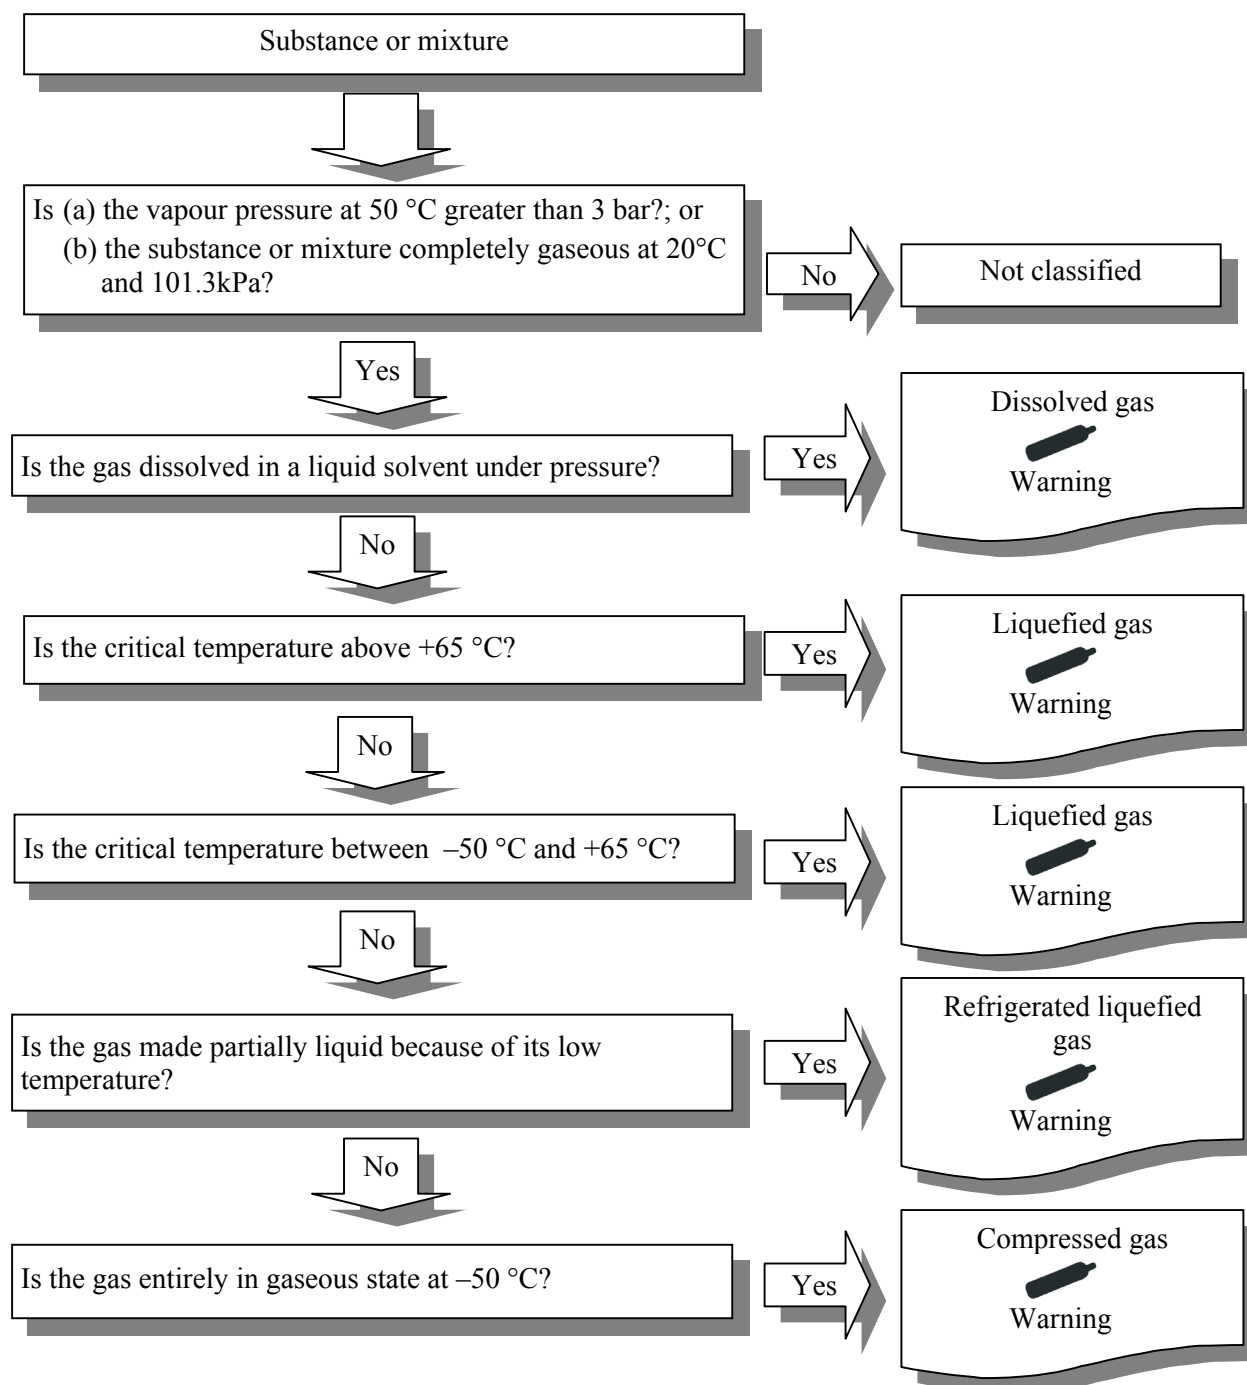 Substance or mixture
Is (a) the vapour pressure at 50 °C greater than 3 bar?; or
(b) the substance or mixture completely gaseous at 20°C
and 101.3kPa?
No
Not classified
Yes
Is the gas dissolved in a liquid solvent under pressure?
Yes
Dissolved gas
Warning
No
Is the critical temperature above +65 °C?
Yes
Liquefied gas
Warning
No
Is the critical temperature between –50 °C and +65 °C?
Yes
Liquefied gas
Warning
No
Is the gas made partially liquid because of its low
temperature?
Yes
Refrigerated liquefied
gas
Warning
No
Is the gas entirely in gaseous state at –50 °C?
Yes
Compressed gas
Warning